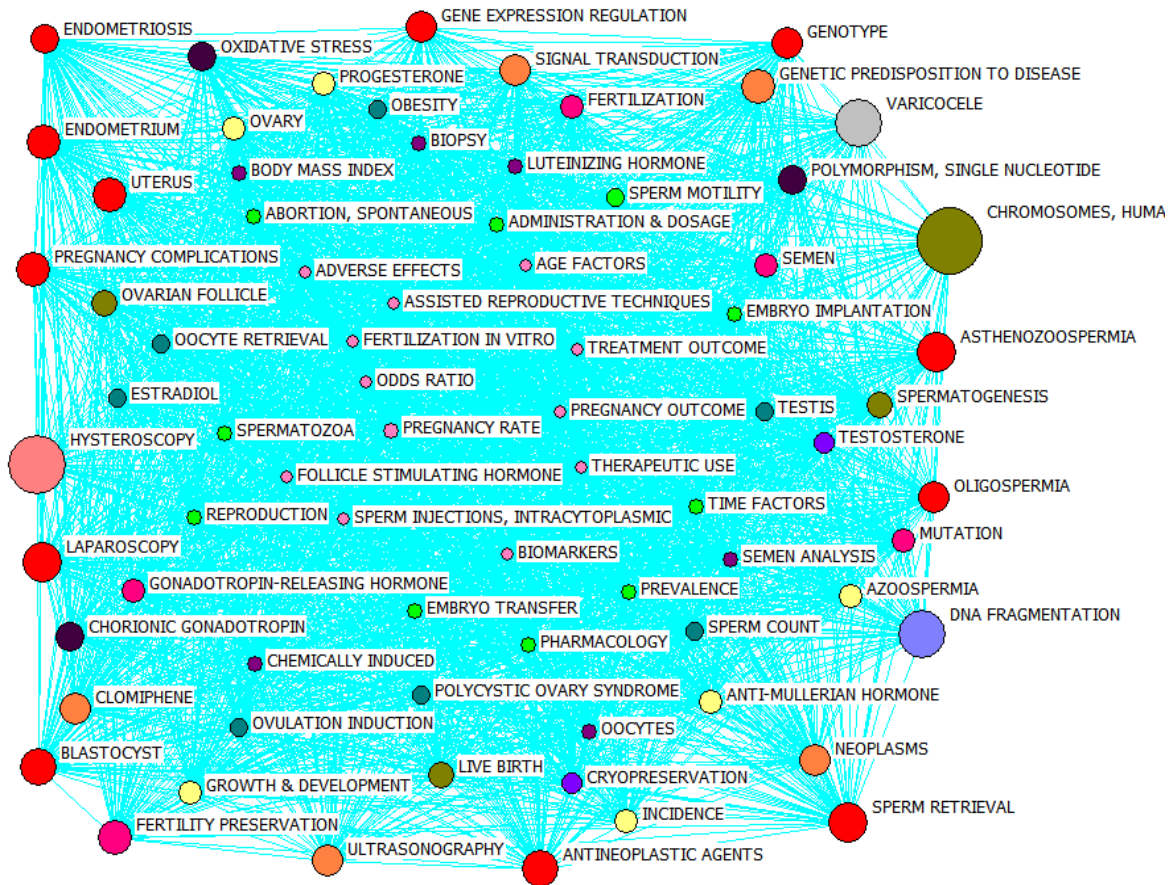 ENDOMETRIOSIS
GENE EXPRESSION REGULATION
GENOTYPE
OXIDATIVE STRESS
SIGNAL TRANSDUCTION
PROGESTERONE
GENETIC PREDISPOSITION TO DISEASE
OBESITY
FERTILIZATION
VARICOCELE
ENDOMETRIUM
OVARY
BIOPSY
BODY MASS INDEX
LUTEINIZING HORMONE
POLYMORPHISM, SINGLE NUCLEOTIDE
UTERUS
SPERM MOTILITY
ABORTION, SPONTANEOUS
ADMINISTRATION & DOSAGE
CHROMOSOMES, HUMA
PREGNANCY COMPLICATIONS
ADVERSE EFFECTS
AGE FACTORS
SEMEN
OVARIAN FOLLICLE
ASSISTED REPRODUCTIVE TECHNIQUES
EMBRYO IMPLANTATION
OOCYTE RETRIEVAL
FERTILIZATION IN VITRO
TREATMENT OUTCOME
ASTHENOZOOSPERMIA
ODDS RATIO
ESTRADIOL
SPERMATOGENESIS
PREGNANCY OUTCOME
TESTIS
HYSTEROSCOPY
SPERMATOZOA
PREGNANCY RATE
TESTOSTERONE
FOLLICLE STIMULATING HORMONE
THERAPEUTIC USE
OLIGOSPERMIA
REPRODUCTION
SPERM INJECTIONS, INTRACYTOPLASMIC
TIME FACTORS
MUTATION
LAPAROSCOPY
BIOMARKERS
SEMEN ANALYSIS
GONADOTROPIN-RELEASING HORMONE
PREVALENCE
AZOOSPERMIA
EMBRYO TRANSFER
DNA FRAGMENTATION
CHORIONIC GONADOTROPIN
PHARMACOLOGY
SPERM COUNT
CHEMICALLY INDUCED
CLOMIPHENE
POLYCYSTIC OVARY SYNDROME
ANTI-MULLERIAN HORMONE
OVULATION INDUCTION
OOCYTES
BLASTOCYST
LIVE BIRTH
NEOPLASMS
GROWTH & DEVELOPMENT
CRYOPRESERVATION
SPERM RETRIEVAL
FERTILITY PRESERVATION
INCIDENCE
ULTRASONOGRAPHY
ANTINEOPLASTIC AGENTS